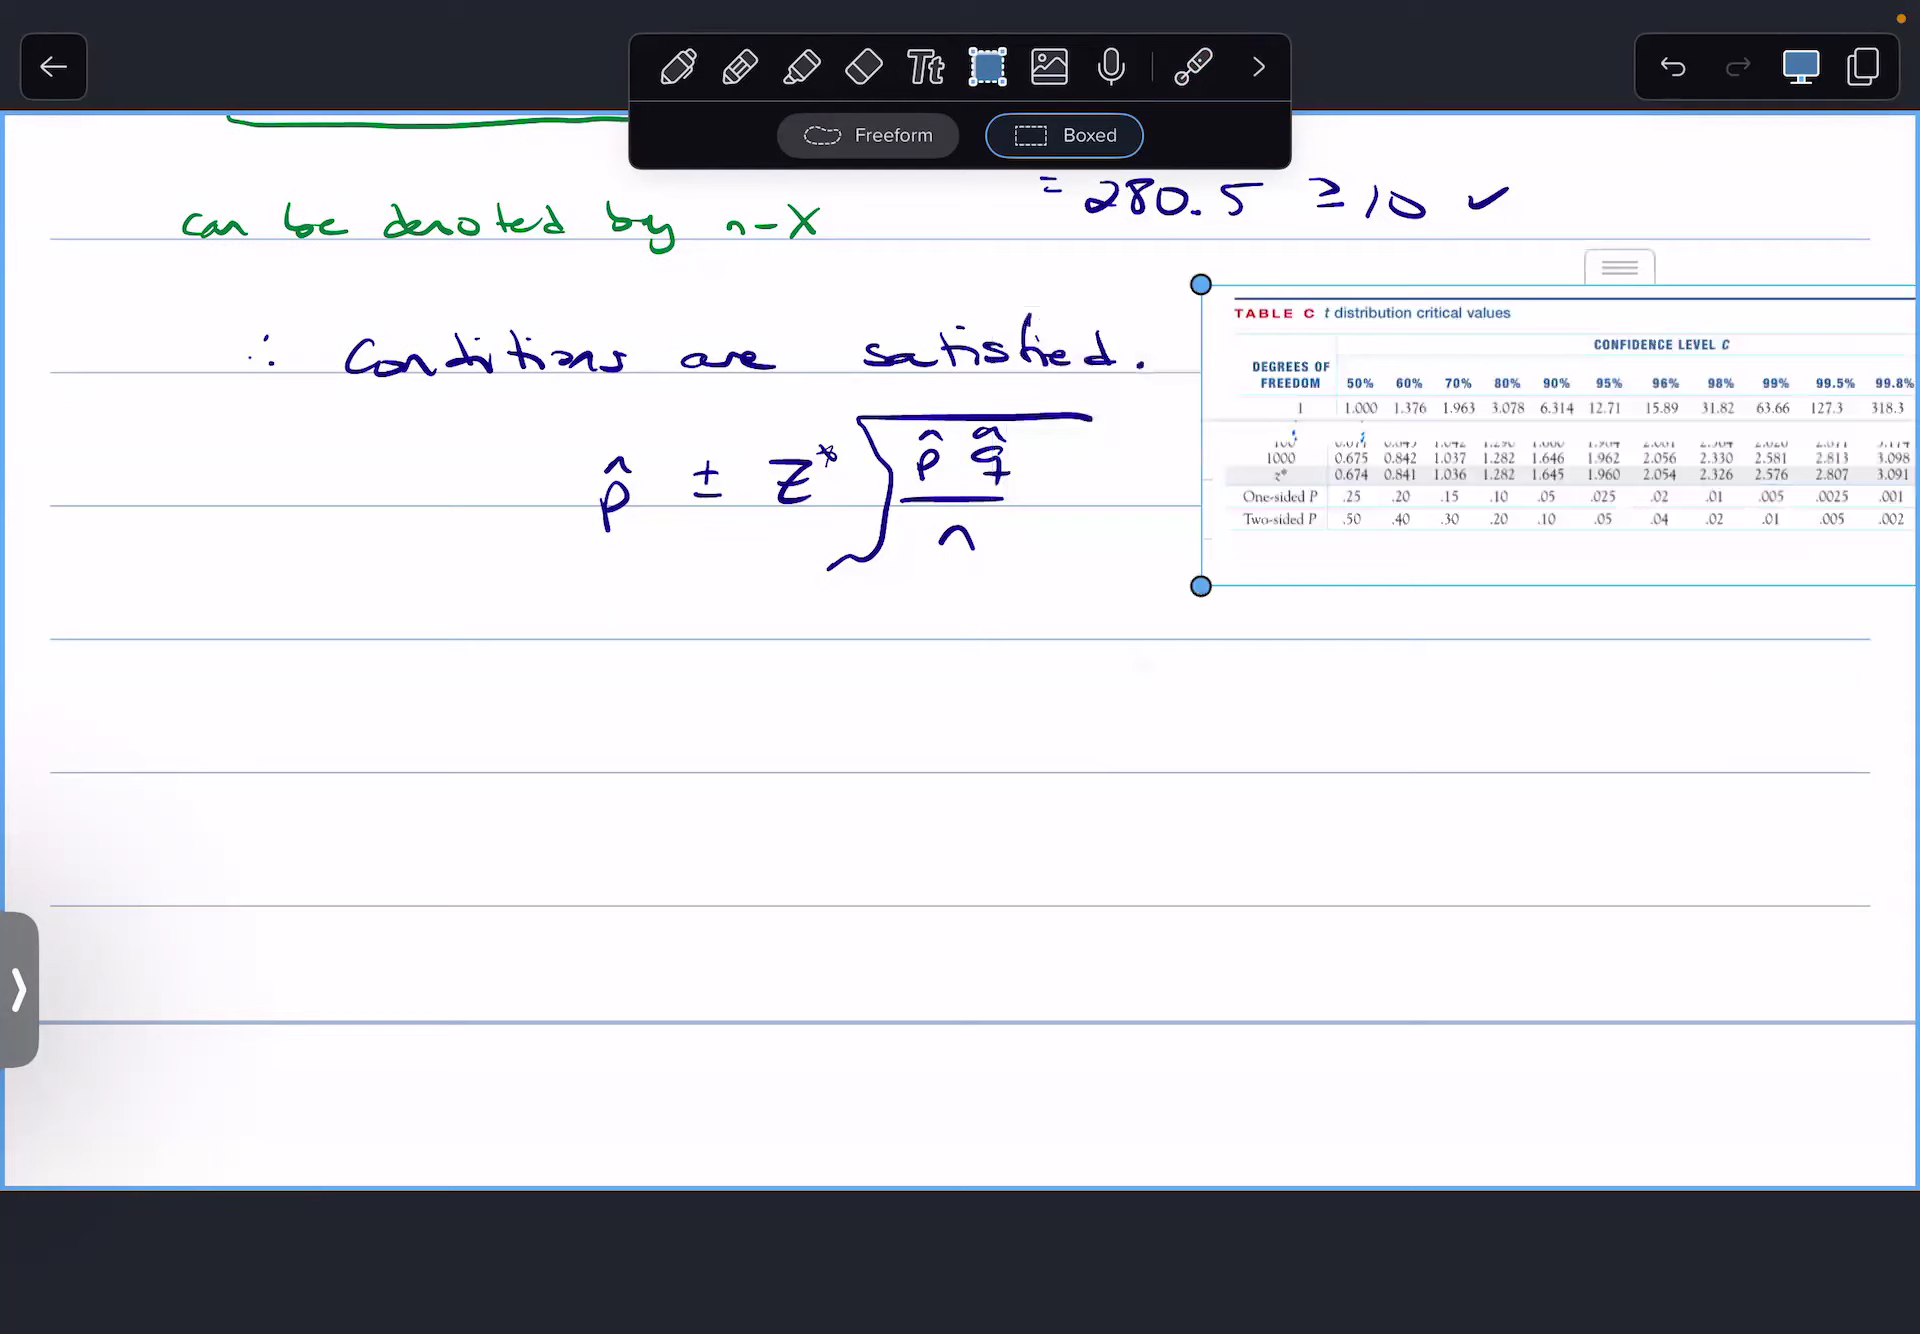 Freeform Boxed
= 280.5 ≥ 10 ✓
can be denoted by n-X
∴ Conditions are satisfied.
p̂ ± z* √(p̂ q̂ / n)
TABLE C t distribution critical values
CONFIDENCE LEVEL C
DEGREES OF FREEDOM 50% 60% 70% 80% 90% 95% 96% 98% 99% 99.5% 99.8%
1 1.000 1.376 1.963 3.078 6.314 12.71 15.89 31.82 63.66 127.3 318.3
1000 0.675 0.842 1.037 1.282 1.646 1.962 2.056 2.330 2.581 2.813 3.098
z* 0.674 0.841 1.036 1.282 1.645 1.960 2.054 2.326 2.576 2.807 3.091
One-sided P .25 .20 .15 .10 .05 .025 .02 .01 .005 .0025 .001
Two-sided P .50 .40 .30 .20 .10 .05 .04 .02 .01 .005 .002